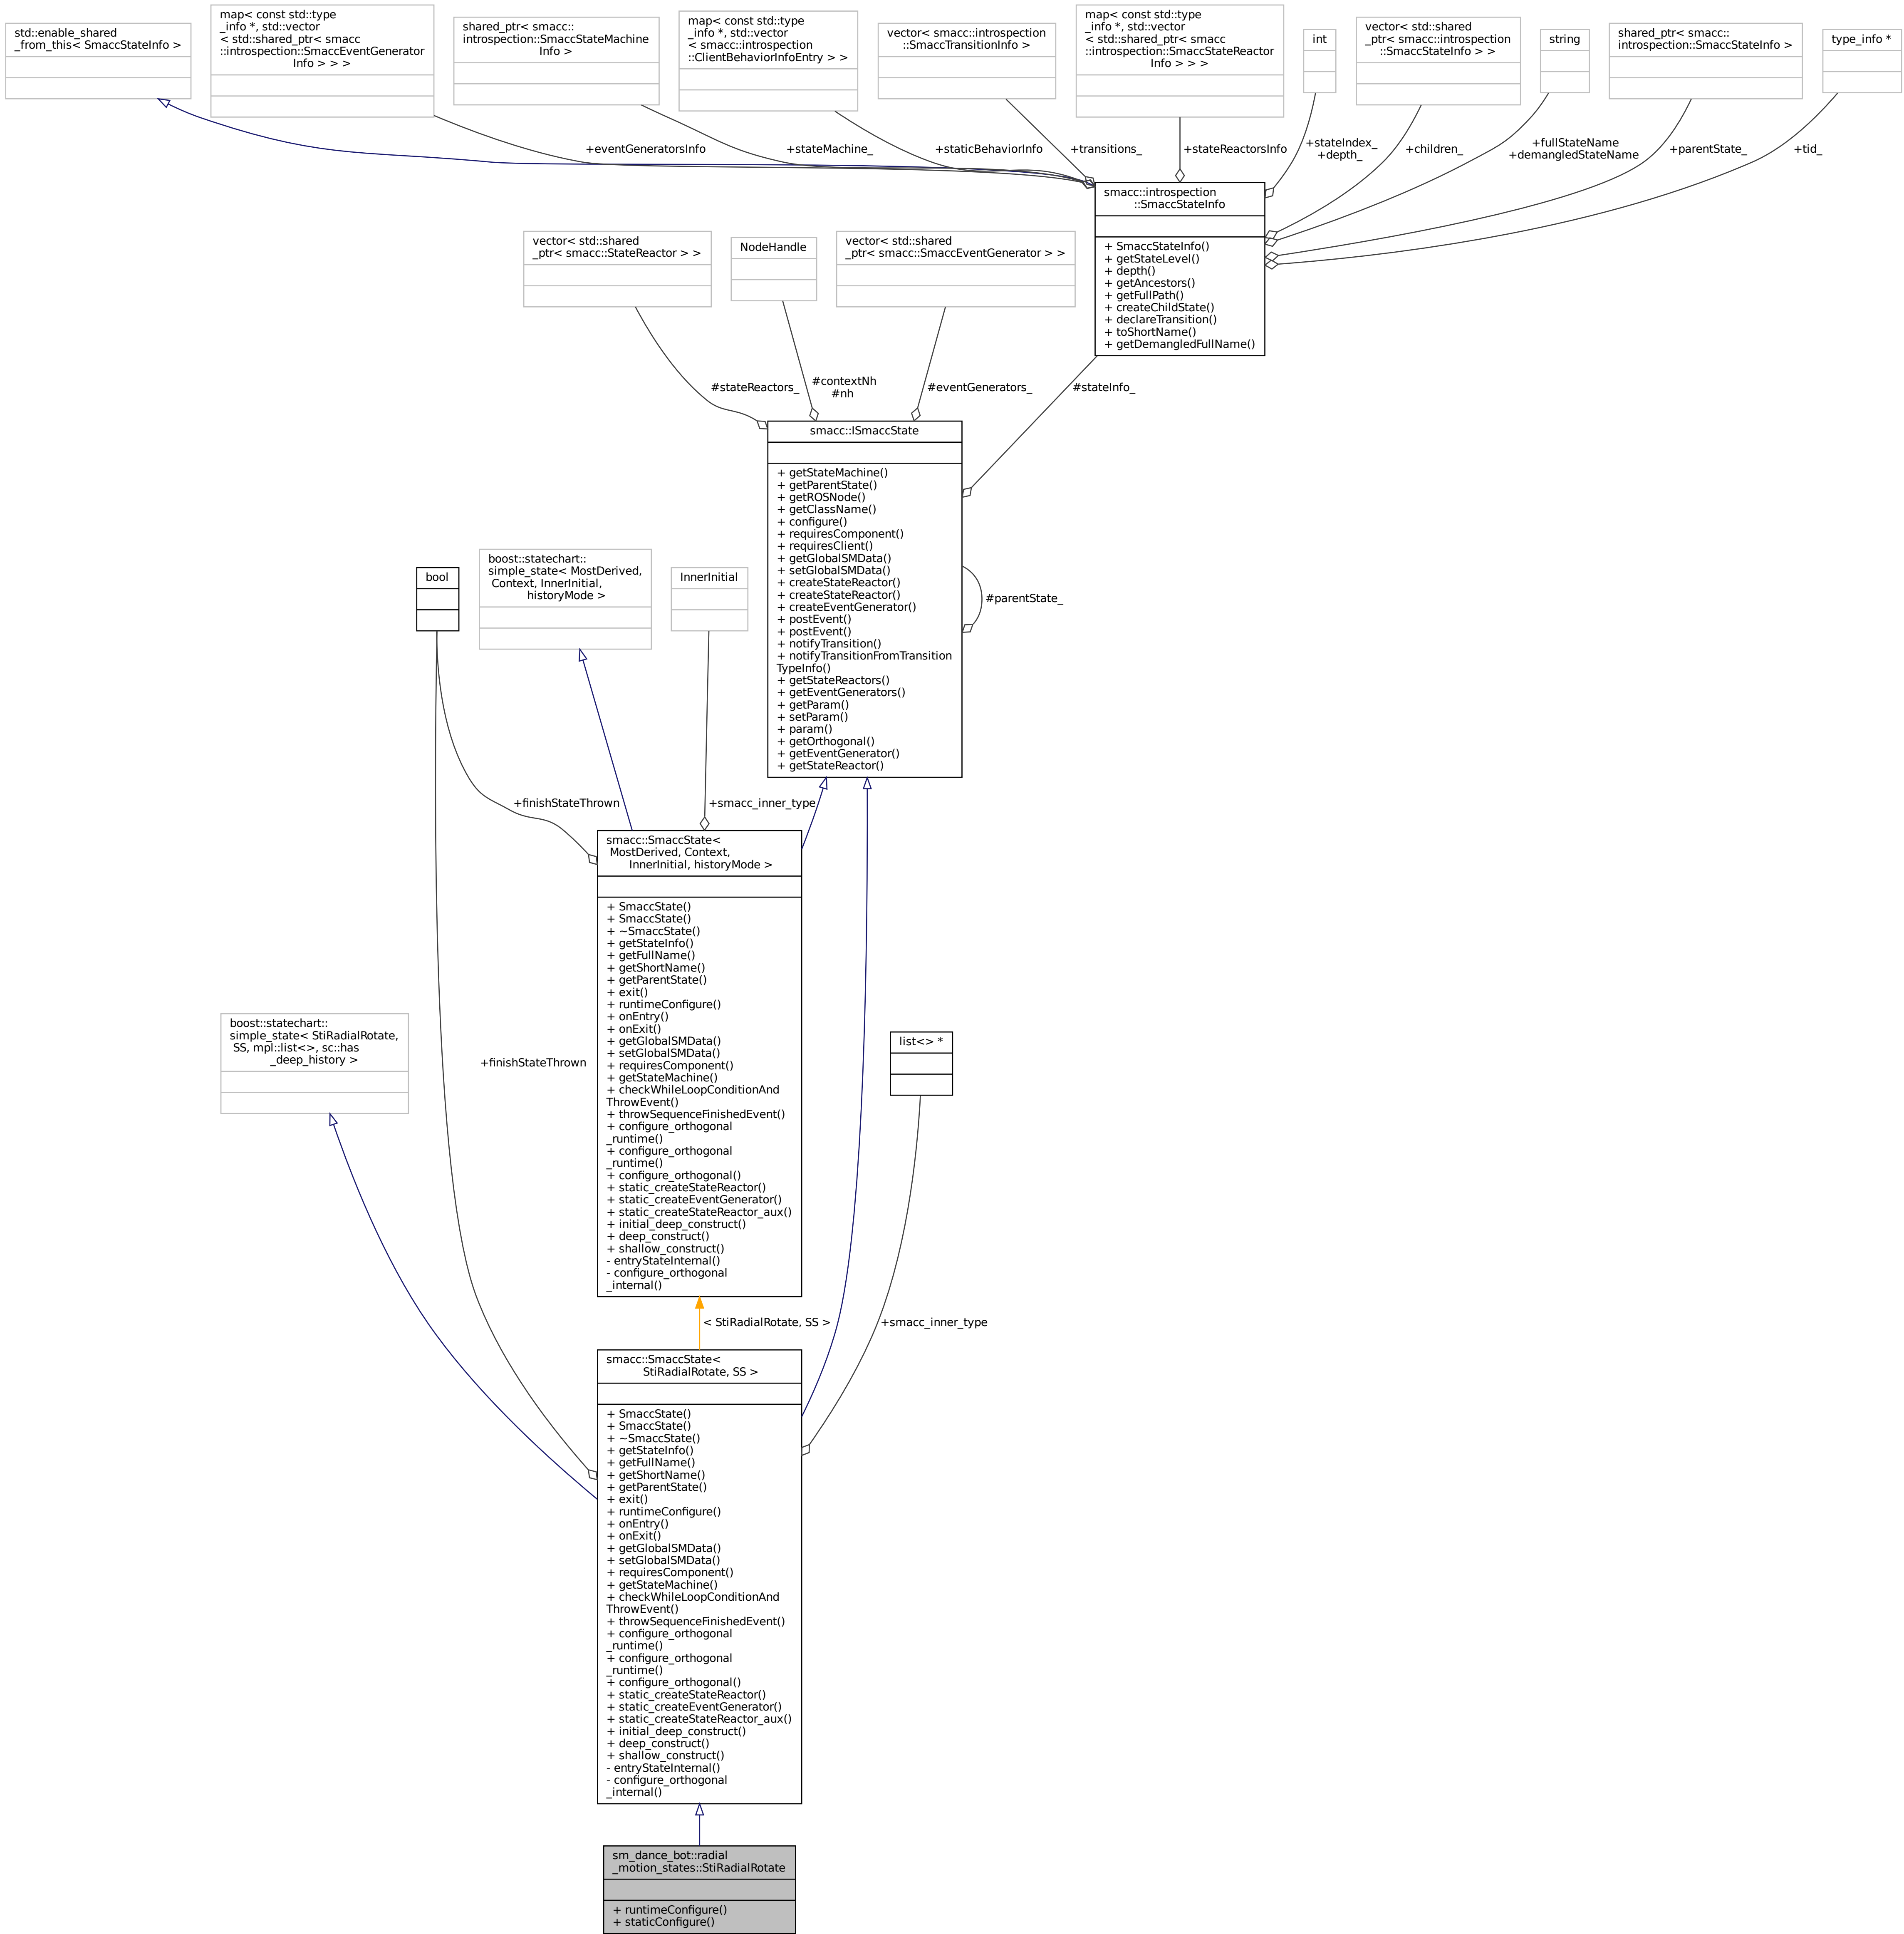 std::enable_shared
_from_this< SmaccStateInfo >
map< const std::type
_info *, std::vector
< std::shared_ptr< smacc
::introspection::SmaccEventGenerator
Info > > >
shared_ptr< smacc::
introspection::SmaccStateMachine
Info >
map< const std::type
_info *, std::vector
< smacc::introspection
::ClientBehaviorInfoEntry > >
vector< smacc::introspection
::SmaccTransitionInfo >
map< const std::type
_info *, std::vector
< std::shared_ptr< smacc
::introspection::SmaccStateReactor
Info > > >
int
vector< std::shared
_ptr< smacc::introspection
::SmaccStateInfo > >
string
shared_ptr< smacc::
introspection::SmaccStateInfo >
type_info *
+eventGeneratorsInfo
+stateMachine_
+staticBehaviorInfo
+transitions_
+stateReactorsInfo
+stateIndex_
+depth_
+children_
+fullStateName
+demangledStateName
+parentState_
+tid_
smacc::introspection
::SmaccStateInfo
+ SmaccStateInfo()
+ getStateLevel()
+ depth()
+ getAncestors()
+ getFullPath()
+ createChildState()
+ declareTransition()
+ toShortName()
+ getDemangledFullName()
vector< std::shared
_ptr< smacc::StateReactor > >
NodeHandle
vector< std::shared
_ptr< smacc::SmaccEventGenerator > >
#stateReactors_
#contextNh
#nh
#eventGenerators_
#stateInfo_
smacc::ISmaccState
+ getStateMachine()
+ getParentState()
+ getROSNode()
+ getClassName()
+ configure()
+ requiresComponent()
+ requiresClient()
+ getGlobalSMData()
+ setGlobalSMData()
+ createStateReactor()
+ createStateReactor()
+ createEventGenerator()
+ postEvent()
+ postEvent()
+ notifyTransition()
+ notifyTransitionFromTransition
TypeInfo()
+ getStateReactors()
+ getEventGenerators()
+ getParam()
+ setParam()
+ param()
+ getOrthogonal()
+ getEventGenerator()
+ getStateReactor()
#parentState_
bool
boost::statechart::
simple_state< MostDerived,
Context, InnerInitial,
historyMode >
InnerInitial
+finishStateThrown
+smacc_inner_type
smacc::SmaccState<
MostDerived, Context,
InnerInitial, historyMode >
+ SmaccState()
+ SmaccState()
+ ~SmaccState()
+ getStateInfo()
+ getFullName()
+ getShortName()
+ getParentState()
+ exit()
+ runtimeConfigure()
+ onEntry()
+ onExit()
+ getGlobalSMData()
+ setGlobalSMData()
+ requiresComponent()
+ getStateMachine()
+ checkWhileLoopConditionAnd
ThrowEvent()
+ throwSequenceFinishedEvent()
+ configure_orthogonal
_runtime()
+ configure_orthogonal
_runtime()
+ configure_orthogonal()
+ static_createStateReactor()
+ static_createEventGenerator()
+ static_createStateReactor_aux()
+ initial_deep_construct()
+ deep_construct()
+ shallow_construct()
- entryStateInternal()
- configure_orthogonal
_internal()
boost::statechart::
simple_state< StiRadialRotate,
SS, mpl::list<>, sc::has
_deep_history >
+finishStateThrown
list<> *
< StiRadialRotate, SS >
+smacc_inner_type
smacc::SmaccState<
StiRadialRotate, SS >
+ SmaccState()
+ SmaccState()
+ ~SmaccState()
+ getStateInfo()
+ getFullName()
+ getShortName()
+ getParentState()
+ exit()
+ runtimeConfigure()
+ onEntry()
+ onExit()
+ getGlobalSMData()
+ setGlobalSMData()
+ requiresComponent()
+ getStateMachine()
+ checkWhileLoopConditionAnd
ThrowEvent()
+ throwSequenceFinishedEvent()
+ configure_orthogonal
_runtime()
+ configure_orthogonal
_runtime()
+ configure_orthogonal()
+ static_createStateReactor()
+ static_createEventGenerator()
+ static_createStateReactor_aux()
+ initial_deep_construct()
+ deep_construct()
+ shallow_construct()
- entryStateInternal()
- configure_orthogonal
_internal()
sm_dance_bot::radial
_motion_states::StiRadialRotate
+ runtimeConfigure()
+ staticConfigure()